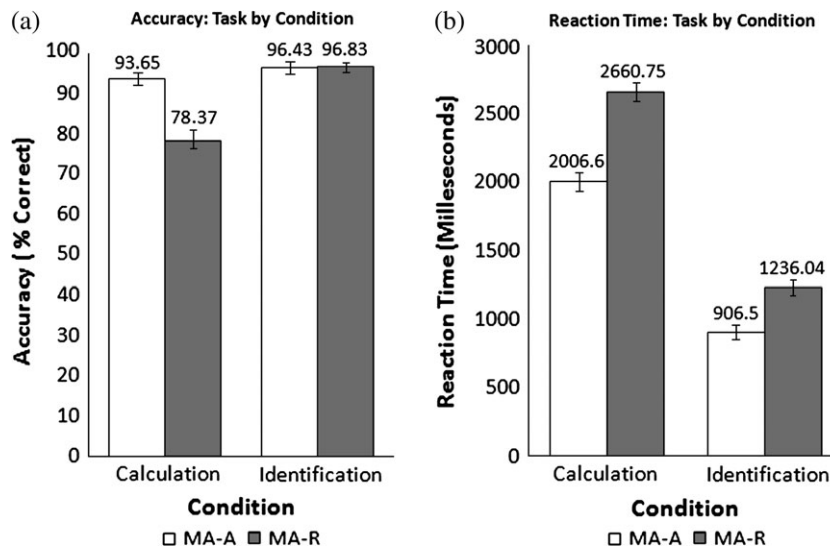 (a)
Accuracy: Task by Condition
Accuracy ( % Correct)
100
90
80
70
60
50
40
30
20
10
0
93.65
78.37
96.43
96.83
Calculation
Identification
Condition
MA-A
MA-R
(b)
Reaction Time: Task by Condition
Reaction Time (Milleseconds)
3000
2500
2000
1500
1000
500
0
2006.6
2660.75
906.5
1236.04
Calculation
Identification
Condition
MA-A
MA-R